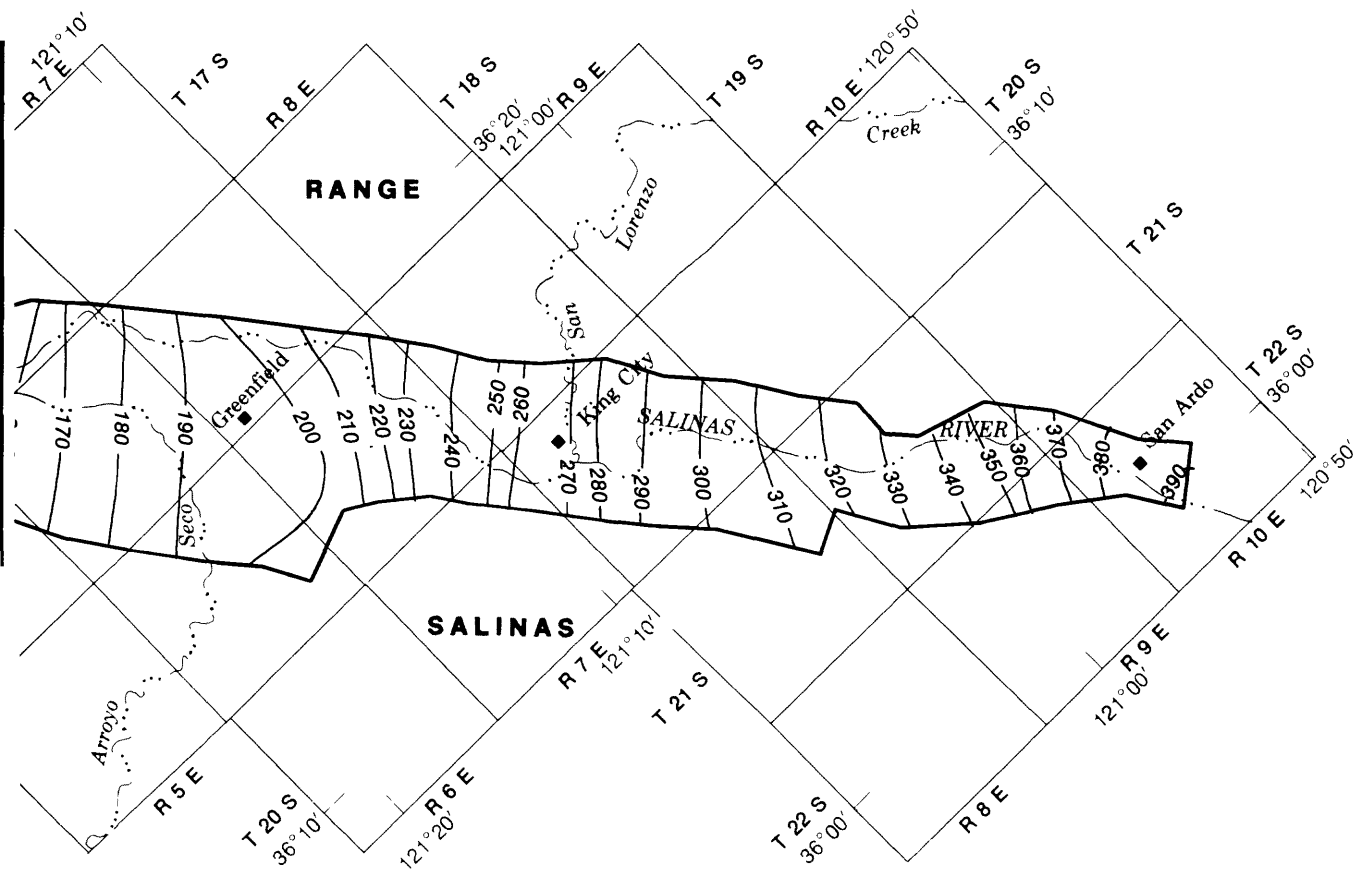 121°10'
R 7 E
T 17 S
R 8 E
T 18 S
36°20'
121°00'
R 9 E
T 19 S
R 10 E
120°50'
T 20 S
36°10'
Creek
RANGE
Lorenzo
San
T 21 S
T 22 S
36°00'
San Ardo
120°50'
Greenfield
King City
SALINAS
RIVER
170
180
190
200
210
220
230
240
250
260
270
280
290
300
310
320
330
340
350
360
370
380
390
Seco
Arroyo
SALINAS
R 10 E
R 9 E
121°00'
R 8 E
R 7 E
121°10'
T 21 S
T 22 S
36°00'
R 6 E
121°20'
R 5 E
T 20 S
36°10'